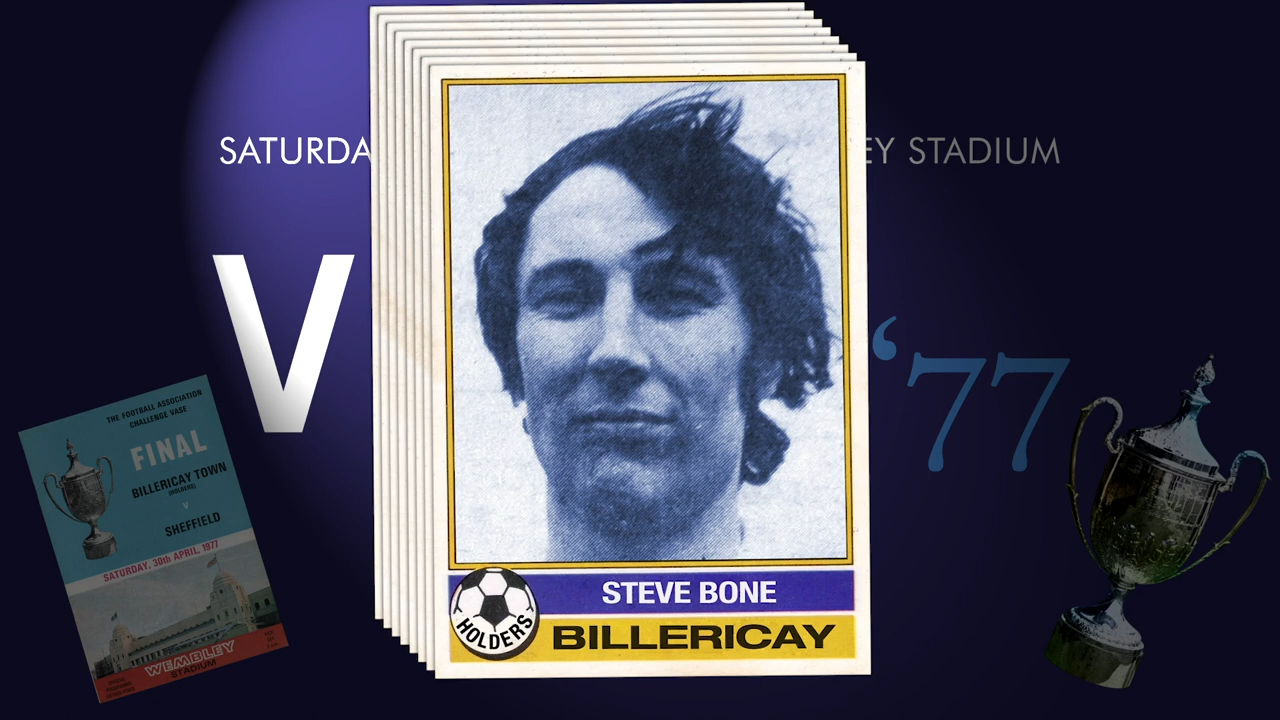 SATURDA
EY STADIUM
V
‘77
THE FOOTBALL ASSOCIATION
CHALLENGE VASE
FINAL
BILLERICAY TOWN
(HOLDERS)
V
SHEFFIELD
SATURDAY, 30th APRIL, 1977
WEMBLEY
STADIUM
STEVE BONE
HOLDERS
BILLERICAY